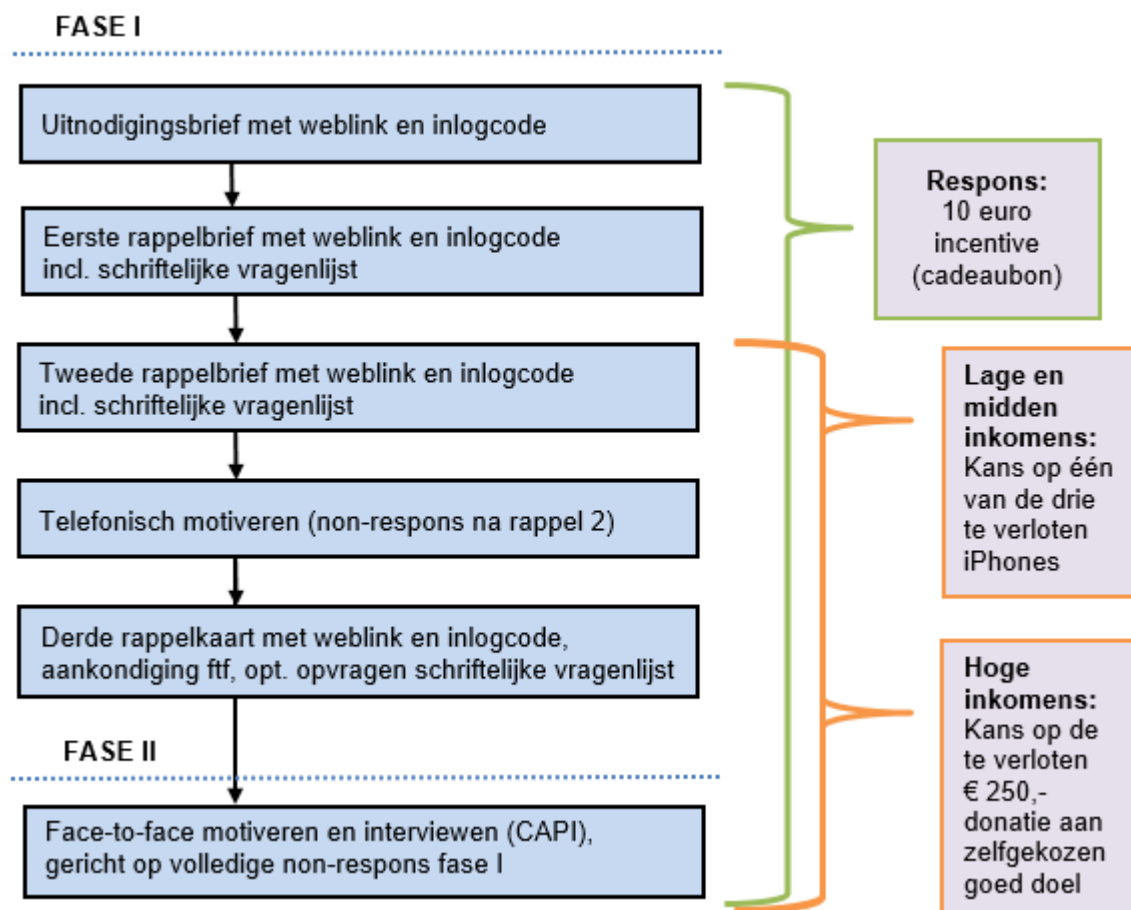 FASE I
Uitnodigingsbrief met weblink en inlogcode
Eerste rappelbrief met weblink en inlogcode
incl. schriftelijke vragenlijst
Tweede rappelbrief met weblink en inlogcode
incl. schriftelijke vragenlijst
Telefonisch motiveren (non-respons na rappel 2)
Derde rappelkaart met weblink en inlogcode,
aankondiging ftf, opt. opvragen schriftelijke vragenlijst
FASE II
Face-to-face motiveren en interviewen (CAPI),
gericht op volledige non-respons fase I
Respons:
10 euro
incentive
(cadeaubon)
Lage en
midden
inkomens:
Kans op één
van de drie
te verloten
iPhones
Hoge
inkomens:
Kans op de
te verloten
€ 250,-
donatie aan
zelfgekozen
goed doel